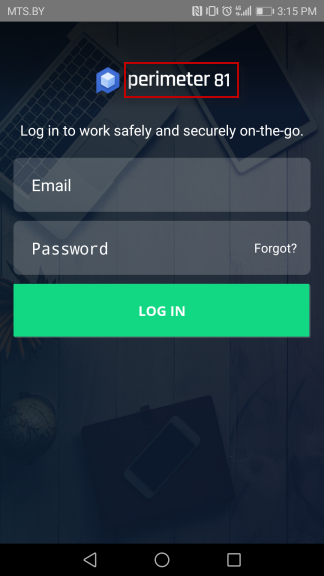 MTS.BY 3:15 PM
perimeter 81
Log in to work safely and securely on-the-go.
Email
Password Forgot?
LOG IN